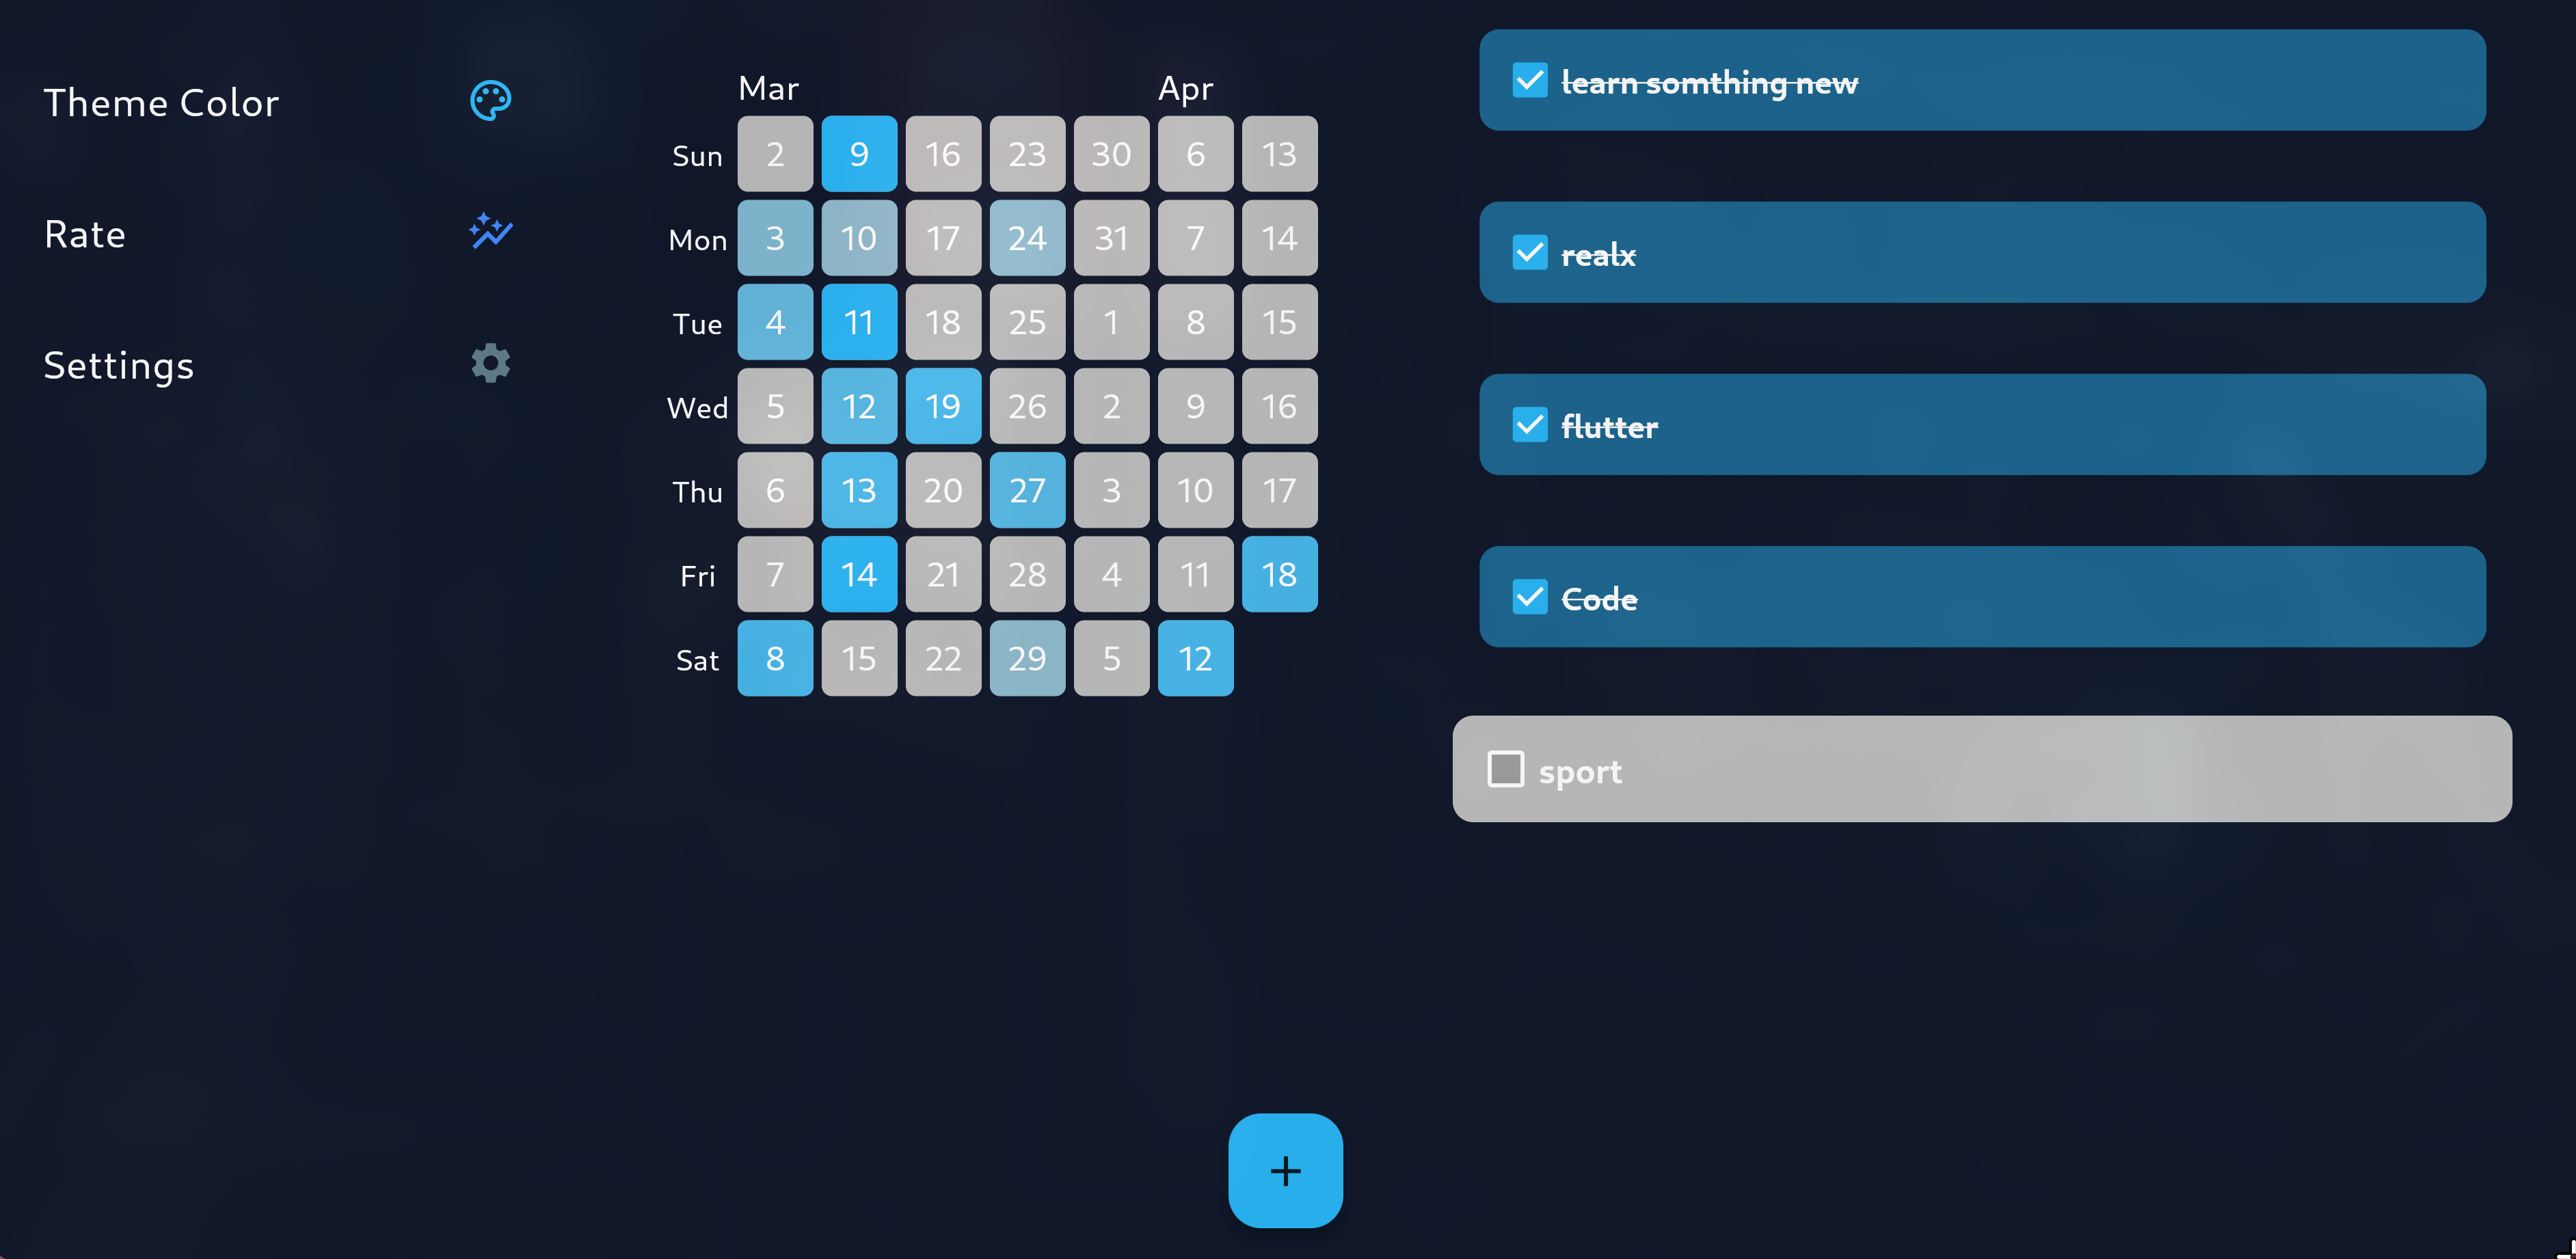 Theme Color
Rate
Settings
Mar Apr
Sun 2 9 16 23 30 6 13
Mon 3 10 17 24 31 7 14
Tue 4 11 18 25 1 8 15
Wed 5 12 19 26 2 9 16
Thu 6 13 20 27 3 10 17
Fri 7 14 21 28 4 11 18
Sat 8 15 22 29 5 12
learn somthing new
realx
flutter
Code
sport
+